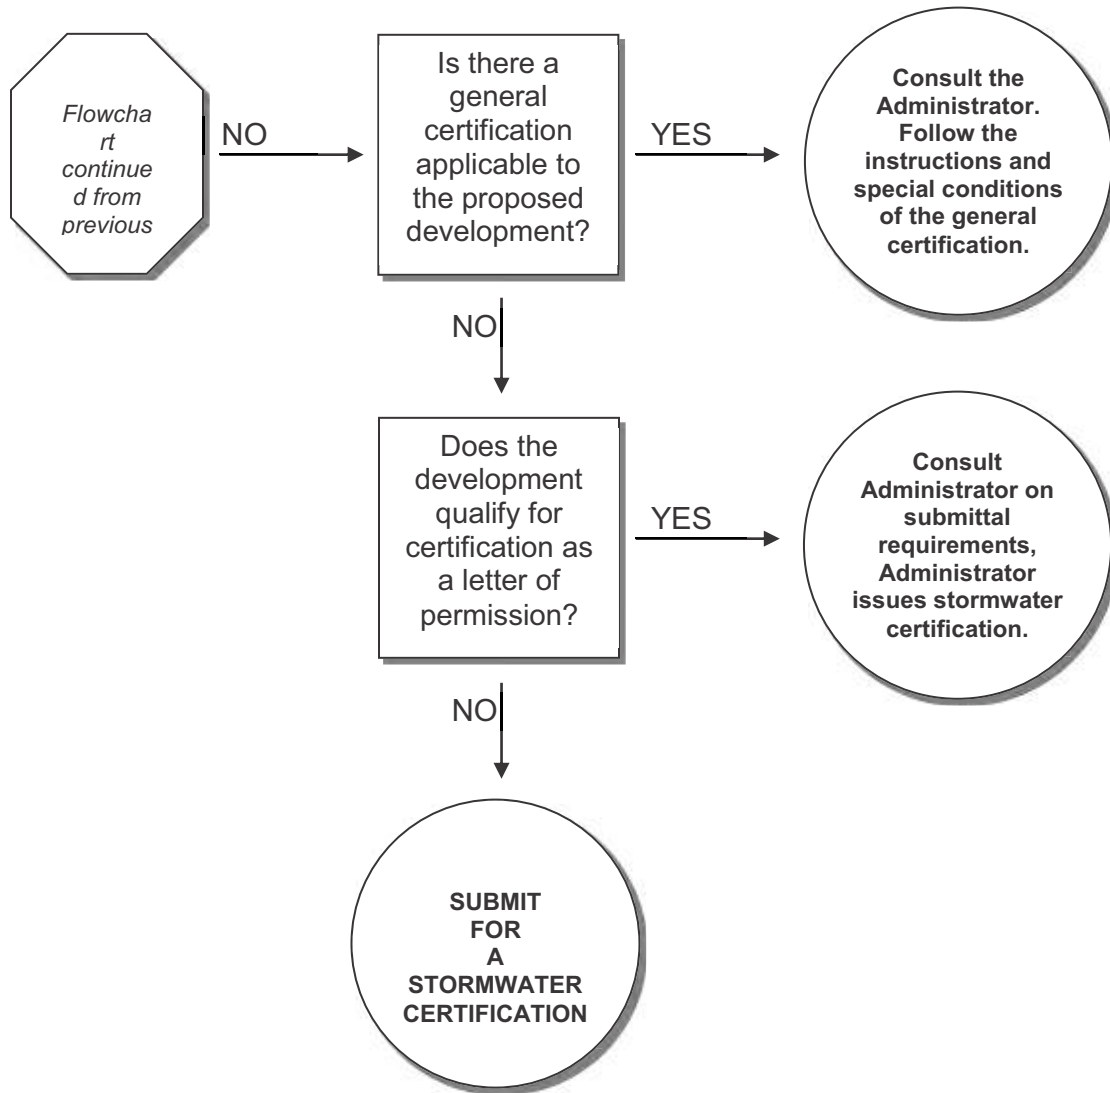 Flowcha
rt
continue
d from
previous
NO
Is there a
general
certification
applicable to
the proposed
development?
YES
Consult the
Administrator.
Follow the
instructions and
special conditions
of the general
certification.
NO
Does the
development
qualify for
certification as
a letter of
permission?
YES
Consult
Administrator on
submittal
requirements,
Administrator
issues stormwater
certification.
NO
SUBMIT
FOR
A
STORMWATER
CERTIFICATION